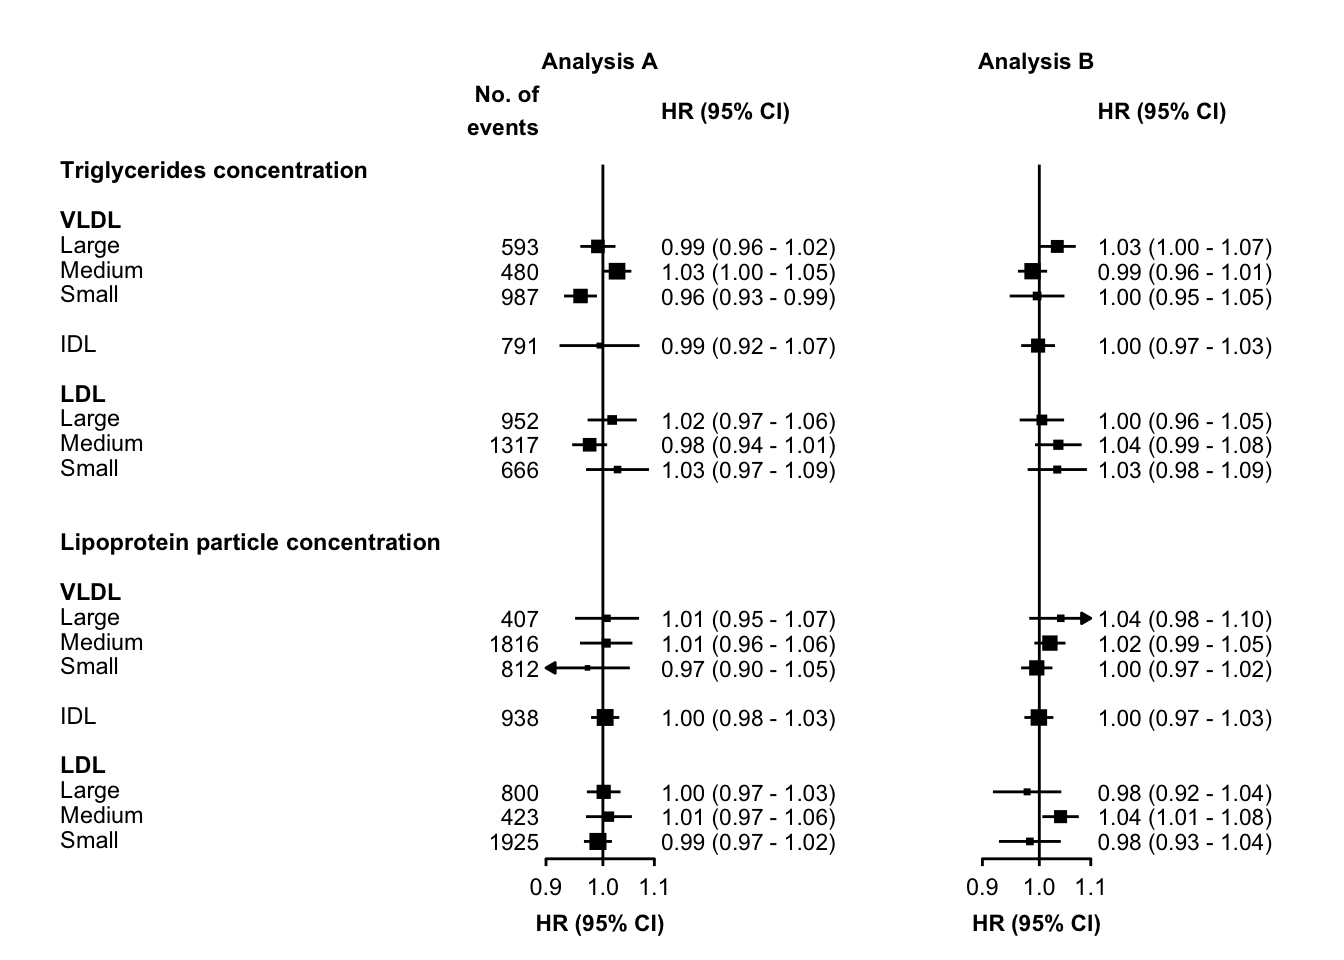 Analysis A Analysis B
No. of
events HR (95% CI) HR (95% CI)
Triglycerides concentration
VLDL
Large 593 0.99 (0.96 - 1.02) 1.03 (1.00 - 1.07)
Medium 480 1.03 (1.00 - 1.05) 0.99 (0.96 - 1.01)
Small 987 0.96 (0.93 - 0.99) 1.00 (0.95 - 1.05)
IDL 791 0.99 (0.92 - 1.07) 1.00 (0.97 - 1.03)
LDL
Large 952 1.02 (0.97 - 1.06) 1.00 (0.96 - 1.05)
Medium 1317 0.98 (0.94 - 1.01) 1.04 (0.99 - 1.08)
Small 666 1.03 (0.97 - 1.09) 1.03 (0.98 - 1.09)
Lipoprotein particle concentration
VLDL
Large 407 1.01 (0.95 - 1.07) 1.04 (0.98 - 1.10)
Medium 1816 1.01 (0.96 - 1.06) 1.02 (0.99 - 1.05)
Small 812 0.97 (0.90 - 1.05) 1.00 (0.97 - 1.02)
IDL 938 1.00 (0.98 - 1.03) 1.00 (0.97 - 1.03)
LDL
Large 800 1.00 (0.97 - 1.03) 0.98 (0.92 - 1.04)
Medium 423 1.01 (0.97 - 1.06) 1.04 (1.01 - 1.08)
Small 1925 0.99 (0.97 - 1.02) 0.98 (0.93 - 1.04)
0.9 1.0 1.1 0.9 1.0 1.1
HR (95% CI) HR (95% CI)